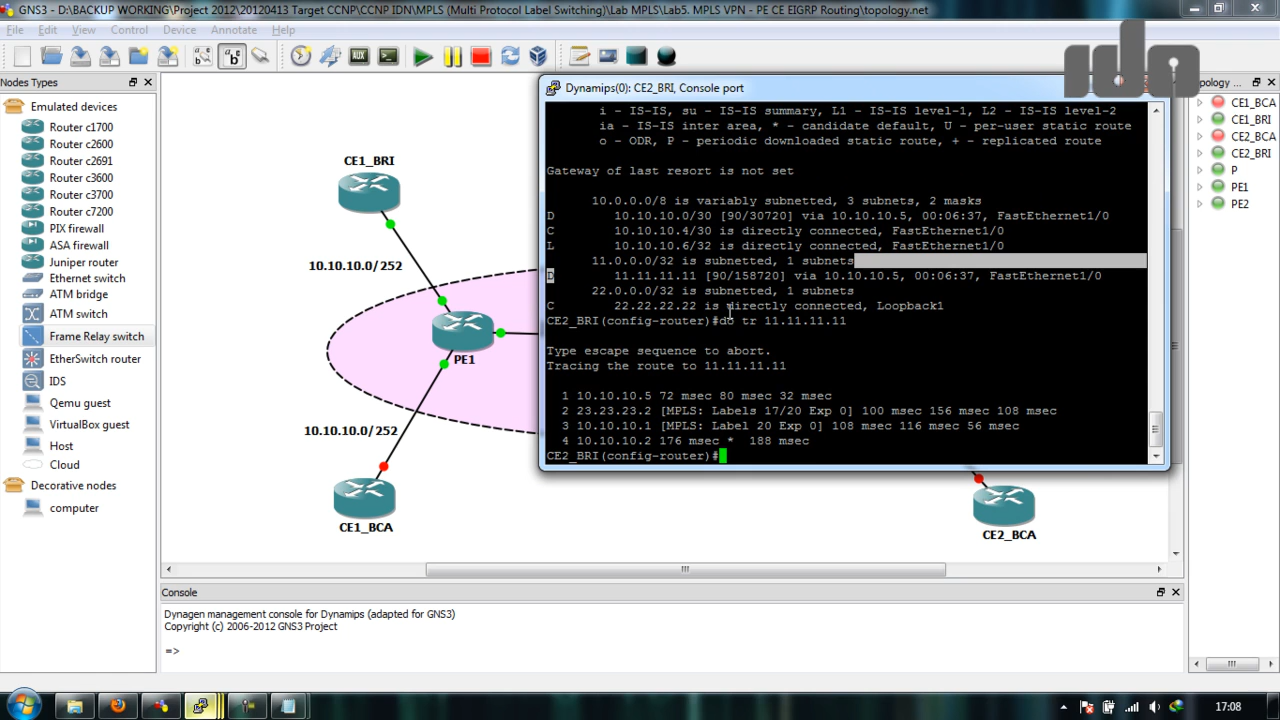 GNS3 - D:\BACKUP WORKING\Project 2012\20120413 Target CCNP\CCNP IDN\MPLS (Multi Protocol Label Switching)\Lab MPLS\Lab5. MPLS VPN - PE CE EIGRP Routing\topology.net
File Edit View Control Device Annotate Help
Nodes Types
Emulated devices
Router c1700
Router c2600
Router c2691
Router c3600
Router c3700
Router c7200
PIX firewall
ASA firewall
Juniper router
Ethernet switch
ATM bridge
ATM switch
Frame Relay switch
EtherSwitch router
IDS
Qemu guest
VirtualBox guest
Host
Cloud
Decorative nodes
computer
CE1_BRI
10.10.10.0/252
PE1
10.10.10.0/252
CE1_BCA
CE2_BCA
Dynamips(0): CE2_BRI, Console port
i - IS-IS, su - IS-IS summary, L1 - IS-IS level-1, L2 - IS-IS level-2
ia - IS-IS inter area, * - candidate default, U - per-user static route
o - ODR, P - periodic downloaded static route, + - replicated route
Gateway of last resort is not set
10.0.0.0/8 is variably subnetted, 3 subnets, 2 masks
D 10.10.10.0/30 [90/30720] via 10.10.10.5, 00:06:37, FastEthernet1/0
C 10.10.10.4/30 is directly connected, FastEthernet1/0
L 10.10.10.6/32 is directly connected, FastEthernet1/0
11.0.0.0/32 is subnetted, 1 subnets
D 11.11.11.11 [90/158720] via 10.10.10.5, 00:06:37, FastEthernet1/0
22.0.0.0/32 is subnetted, 1 subnets
C 22.22.22.22 is directly connected, Loopback1
CE2_BRI(config-router)#do tr 11.11.11.11
Type escape sequence to abort.
Tracing the route to 11.11.11.11
1 10.10.10.5 72 msec 80 msec 32 msec
2 23.23.23.2 [MPLS: Labels 17/20 Exp 0] 100 msec 156 msec 108 msec
3 10.10.10.1 [MPLS: Label 20 Exp 0] 108 msec 116 msec 56 msec
4 10.10.10.2 176 msec * 188 msec
CE2_BRI(config-router)#
idn
CE1_BCA
CE1_BRI
CE2_BCA
CE2_BRI
P
PE1
PE2
Console
Dynagen management console for Dynamips (adapted for GNS3)
Copyright (c) 2006-2012 GNS3 Project
=>
17:08